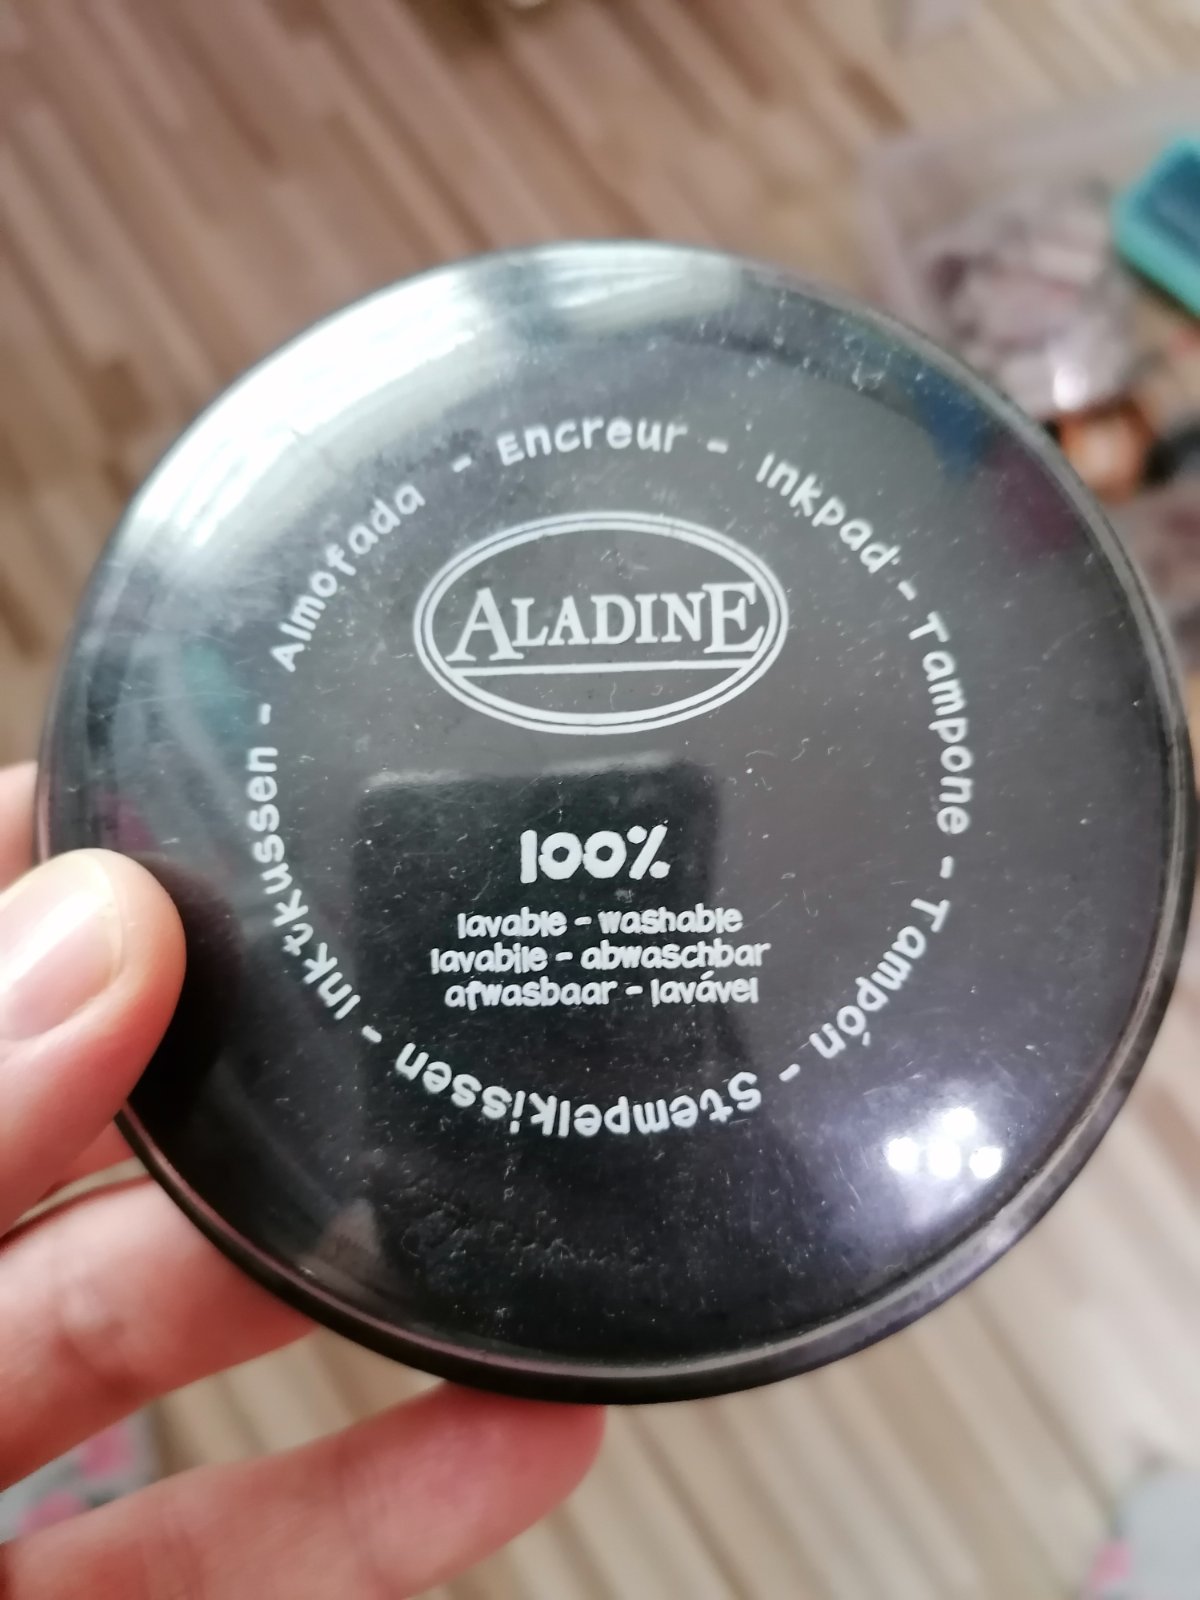 Encreur - Inkpad - Tampone - Tampón - Stempelkissen - Inktkussen - Almofada -
ALADINE
100%
lavable - washable
lavabile - abwaschbar
afwasbaar - lavável